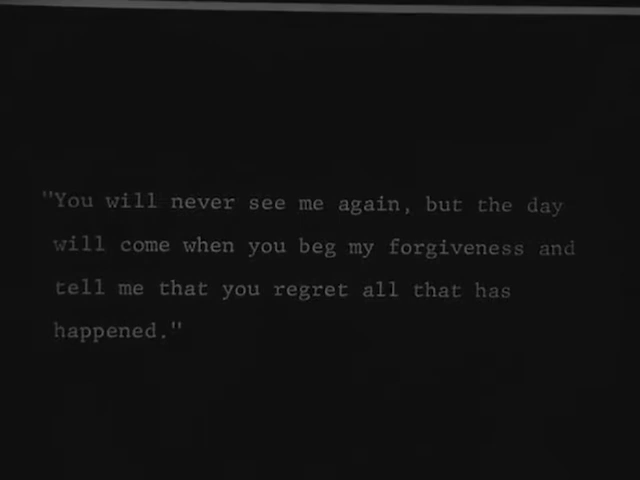 "You will never see me again, but the day
will come when you beg my forgiveness and
tell me that you regret all that has
happened."